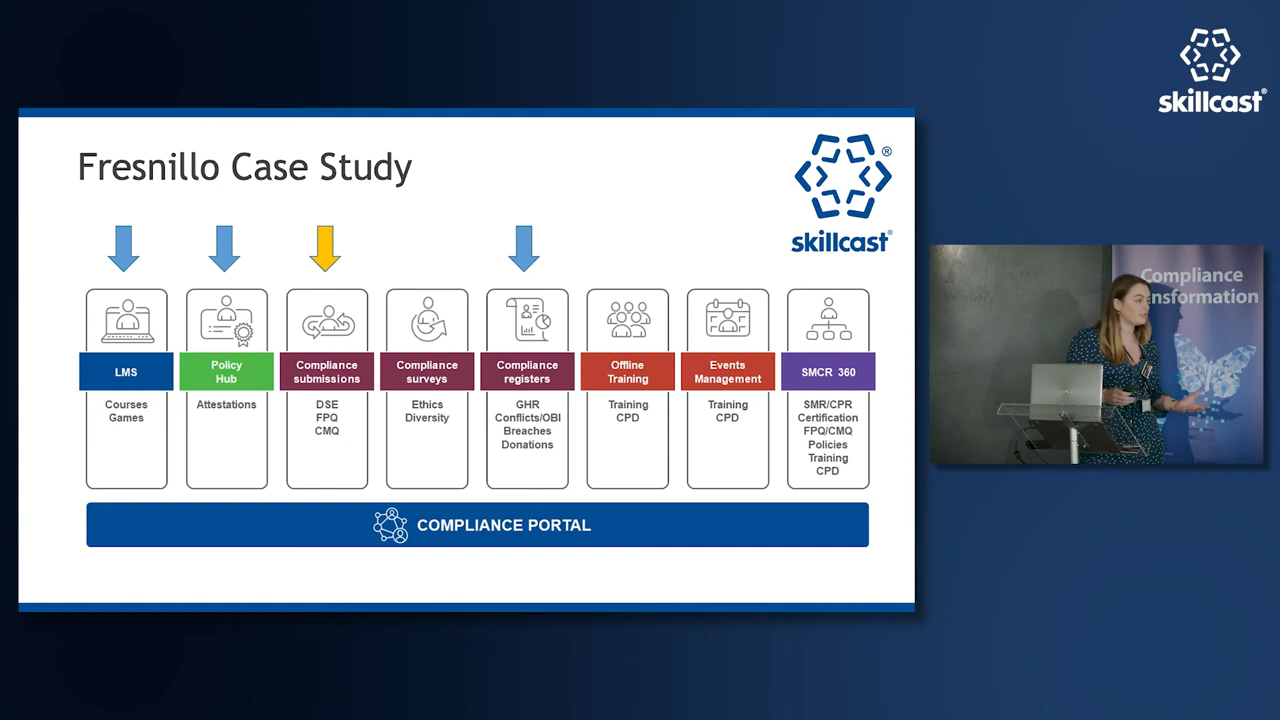 skillcast®
Fresnillo Case Study
®
skillcast®
LMS
Courses
Games
Policy
Hub
Attestations
Compliance
submissions
DSE
FPQ
CMQ
Compliance
surveys
Ethics
Diversity
Compliance
registers
GHR
Conflicts/OBI
Breaches
Donations
Offline
Training
Training
CPD
Events
Management
Training
CPD
SMCR 360
SMR/CPR
Certification
FPQ/CMQ
Policies
Training
CPD
COMPLIANCE PORTAL
Compliance
nsformation